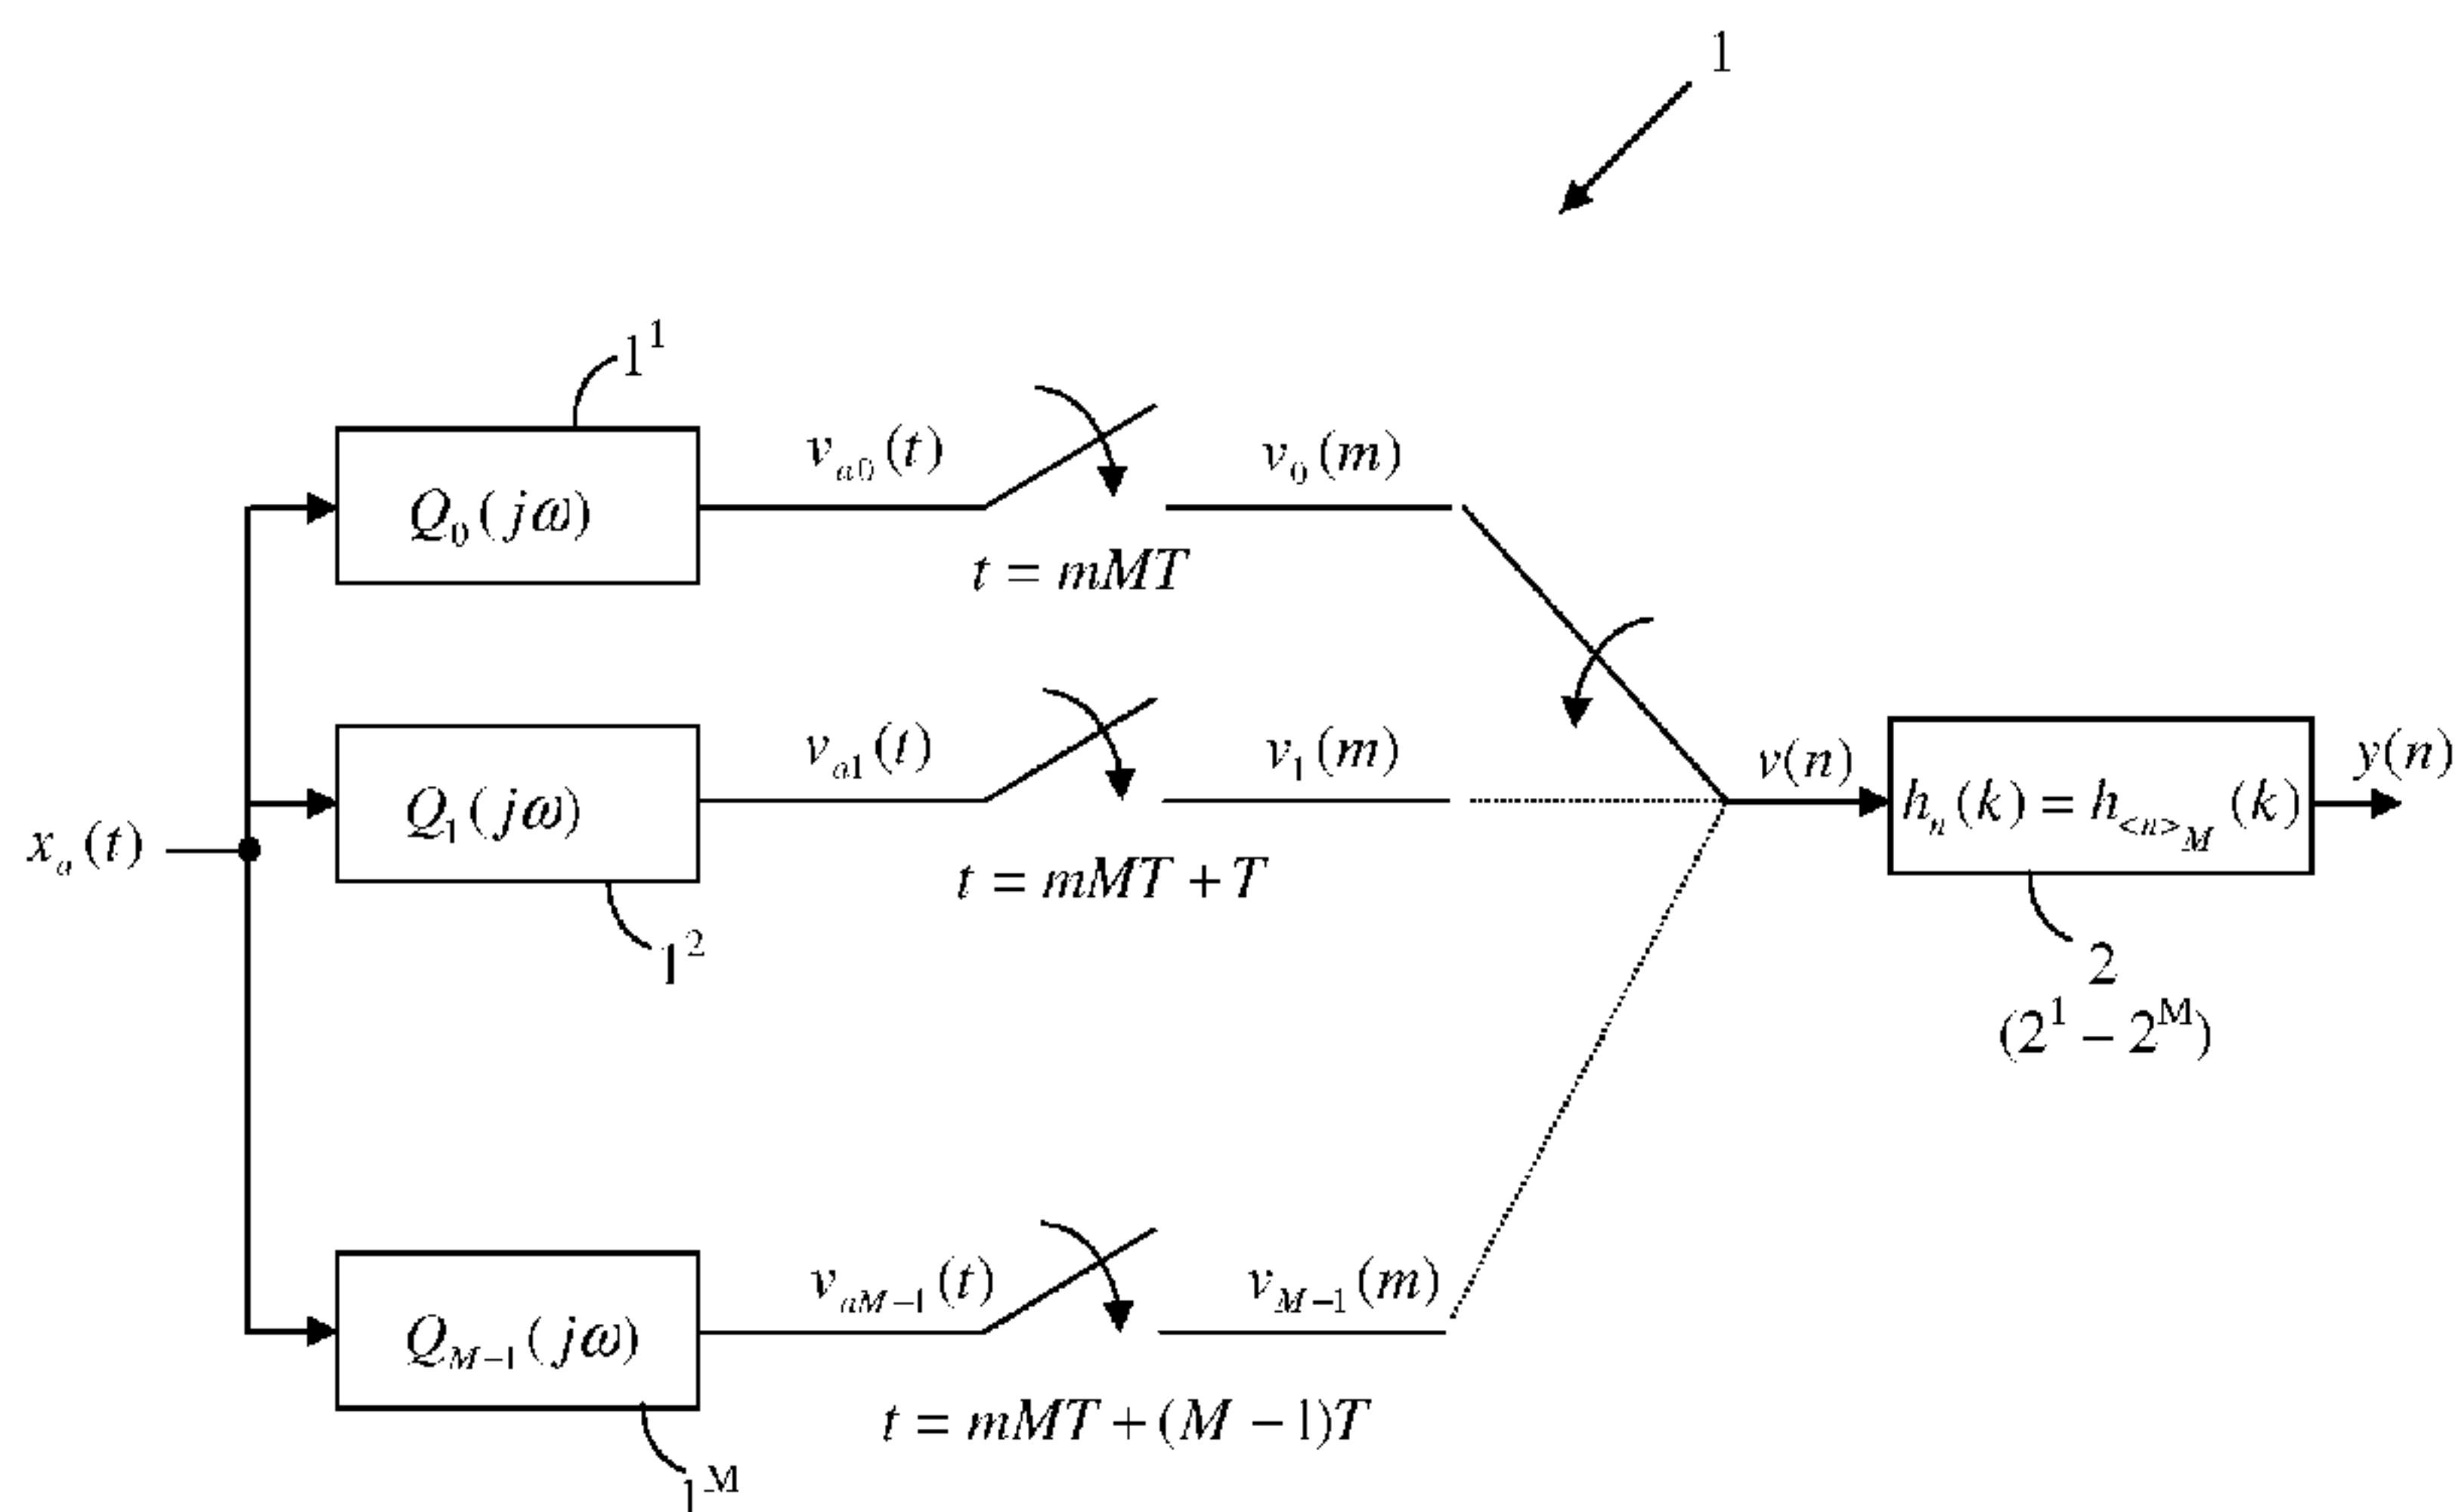 1
1^1
Q_0(jω)
v_{a0}(t)
v_0(m)
t = mMT
Q_1(jω)
v_{a1}(t)
v_1(m)
v(n)
h_n(k) = h_{<n>_M}(k)
y(n)
x_a(t)
t = mMT + T
1^2
2
(2^1 − 2^M)
Q_{M−1}(jω)
v_{aM−1}(t)
v_{M−1}(m)
t = mMT + (M − 1)T
1^M